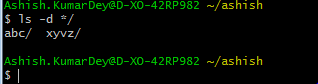 Ashish.KumarDey@D-XO-42RP982 ~/ashish
$ ls -d */
abc/  xyvz/
Ashish.KumarDey@D-XO-42RP982 ~/ashish
$